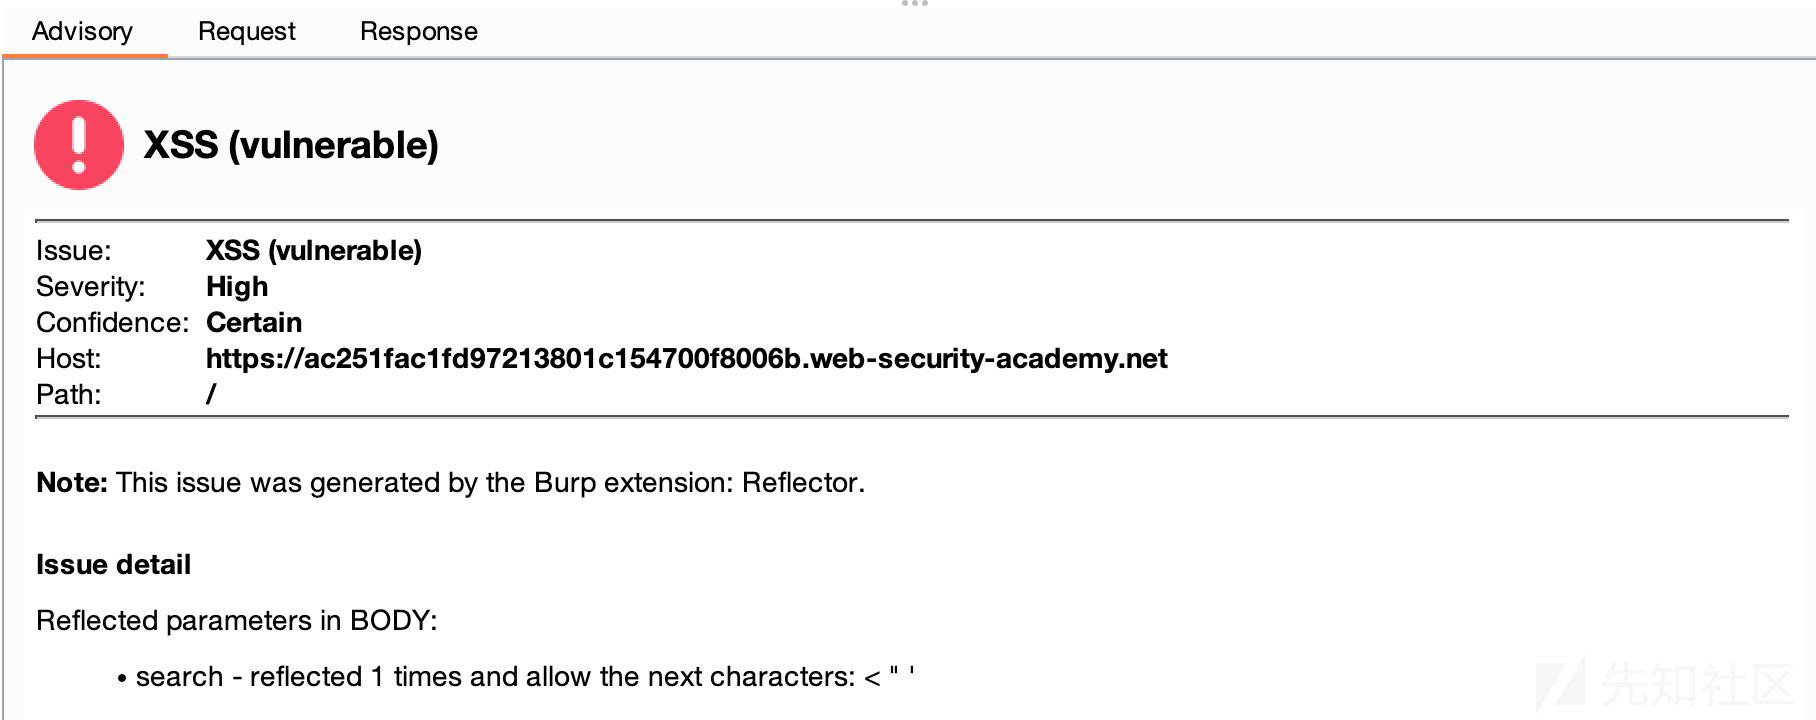 Advisory Request Response
XSS (vulnerable)
Issue: XSS (vulnerable)
Severity: High
Confidence: Certain
Host: https://ac251fac1fd97213801c154700f8006b.web-security-academy.net
Path: /
Note: This issue was generated by the Burp extension: Reflector.
Issue detail
Reflected parameters in BODY:
• search - reflected 1 times and allow the next characters: < " '
先知社区